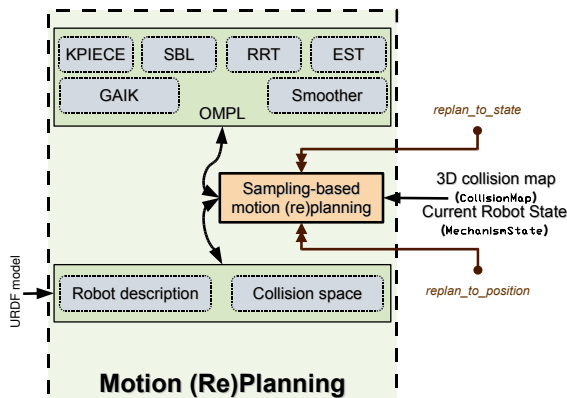 KPIECE
SBL
RRT
EST
GAIK
Smoother
OMPL
replan_to_state
Sampling-based
motion (re)planning
3D collision map
(CollisionMap)
Current Robot State
(MechanismState)
replan_to_position
URDF model
Robot description
Collision space
Motion (Re)Planning